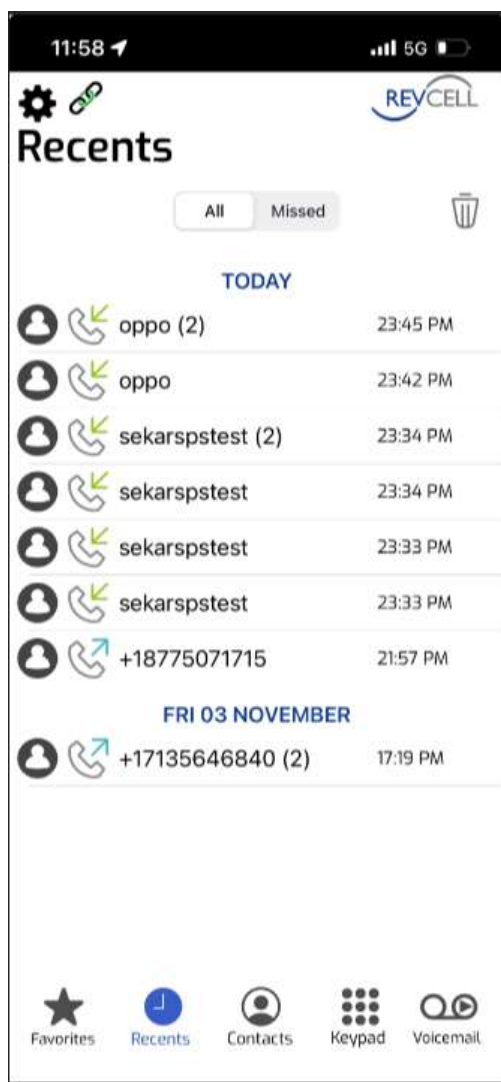 11:58 5G
REVCELL
Recents
All Missed
TODAY
oppo (2) 23:45 PM
oppo 23:42 PM
sekarspstest (2) 23:34 PM
sekarspstest 23:34 PM
sekarspstest 23:33 PM
sekarspstest 23:33 PM
+18775071715 21:57 PM
FRI 03 NOVEMBER
+17135646840 (2) 17:19 PM
Favorites Recents Contacts Keypad Voicemail